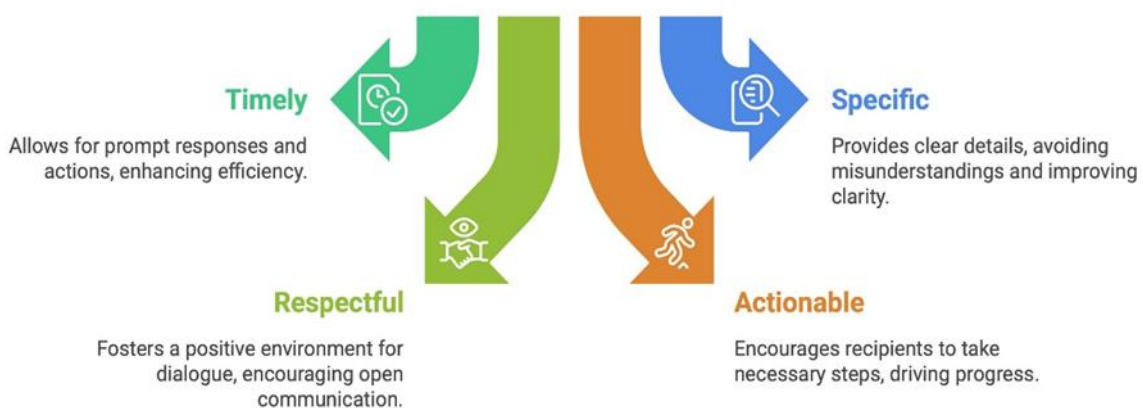 Timely
Allows for prompt responses and
actions, enhancing efficiency.
Specific
Provides clear details, avoiding
misunderstandings and improving
clarity.
Respectful
Fosters a positive environment for
dialogue, encouraging open
communication.
Actionable
Encourages recipients to take
necessary steps, driving progress.